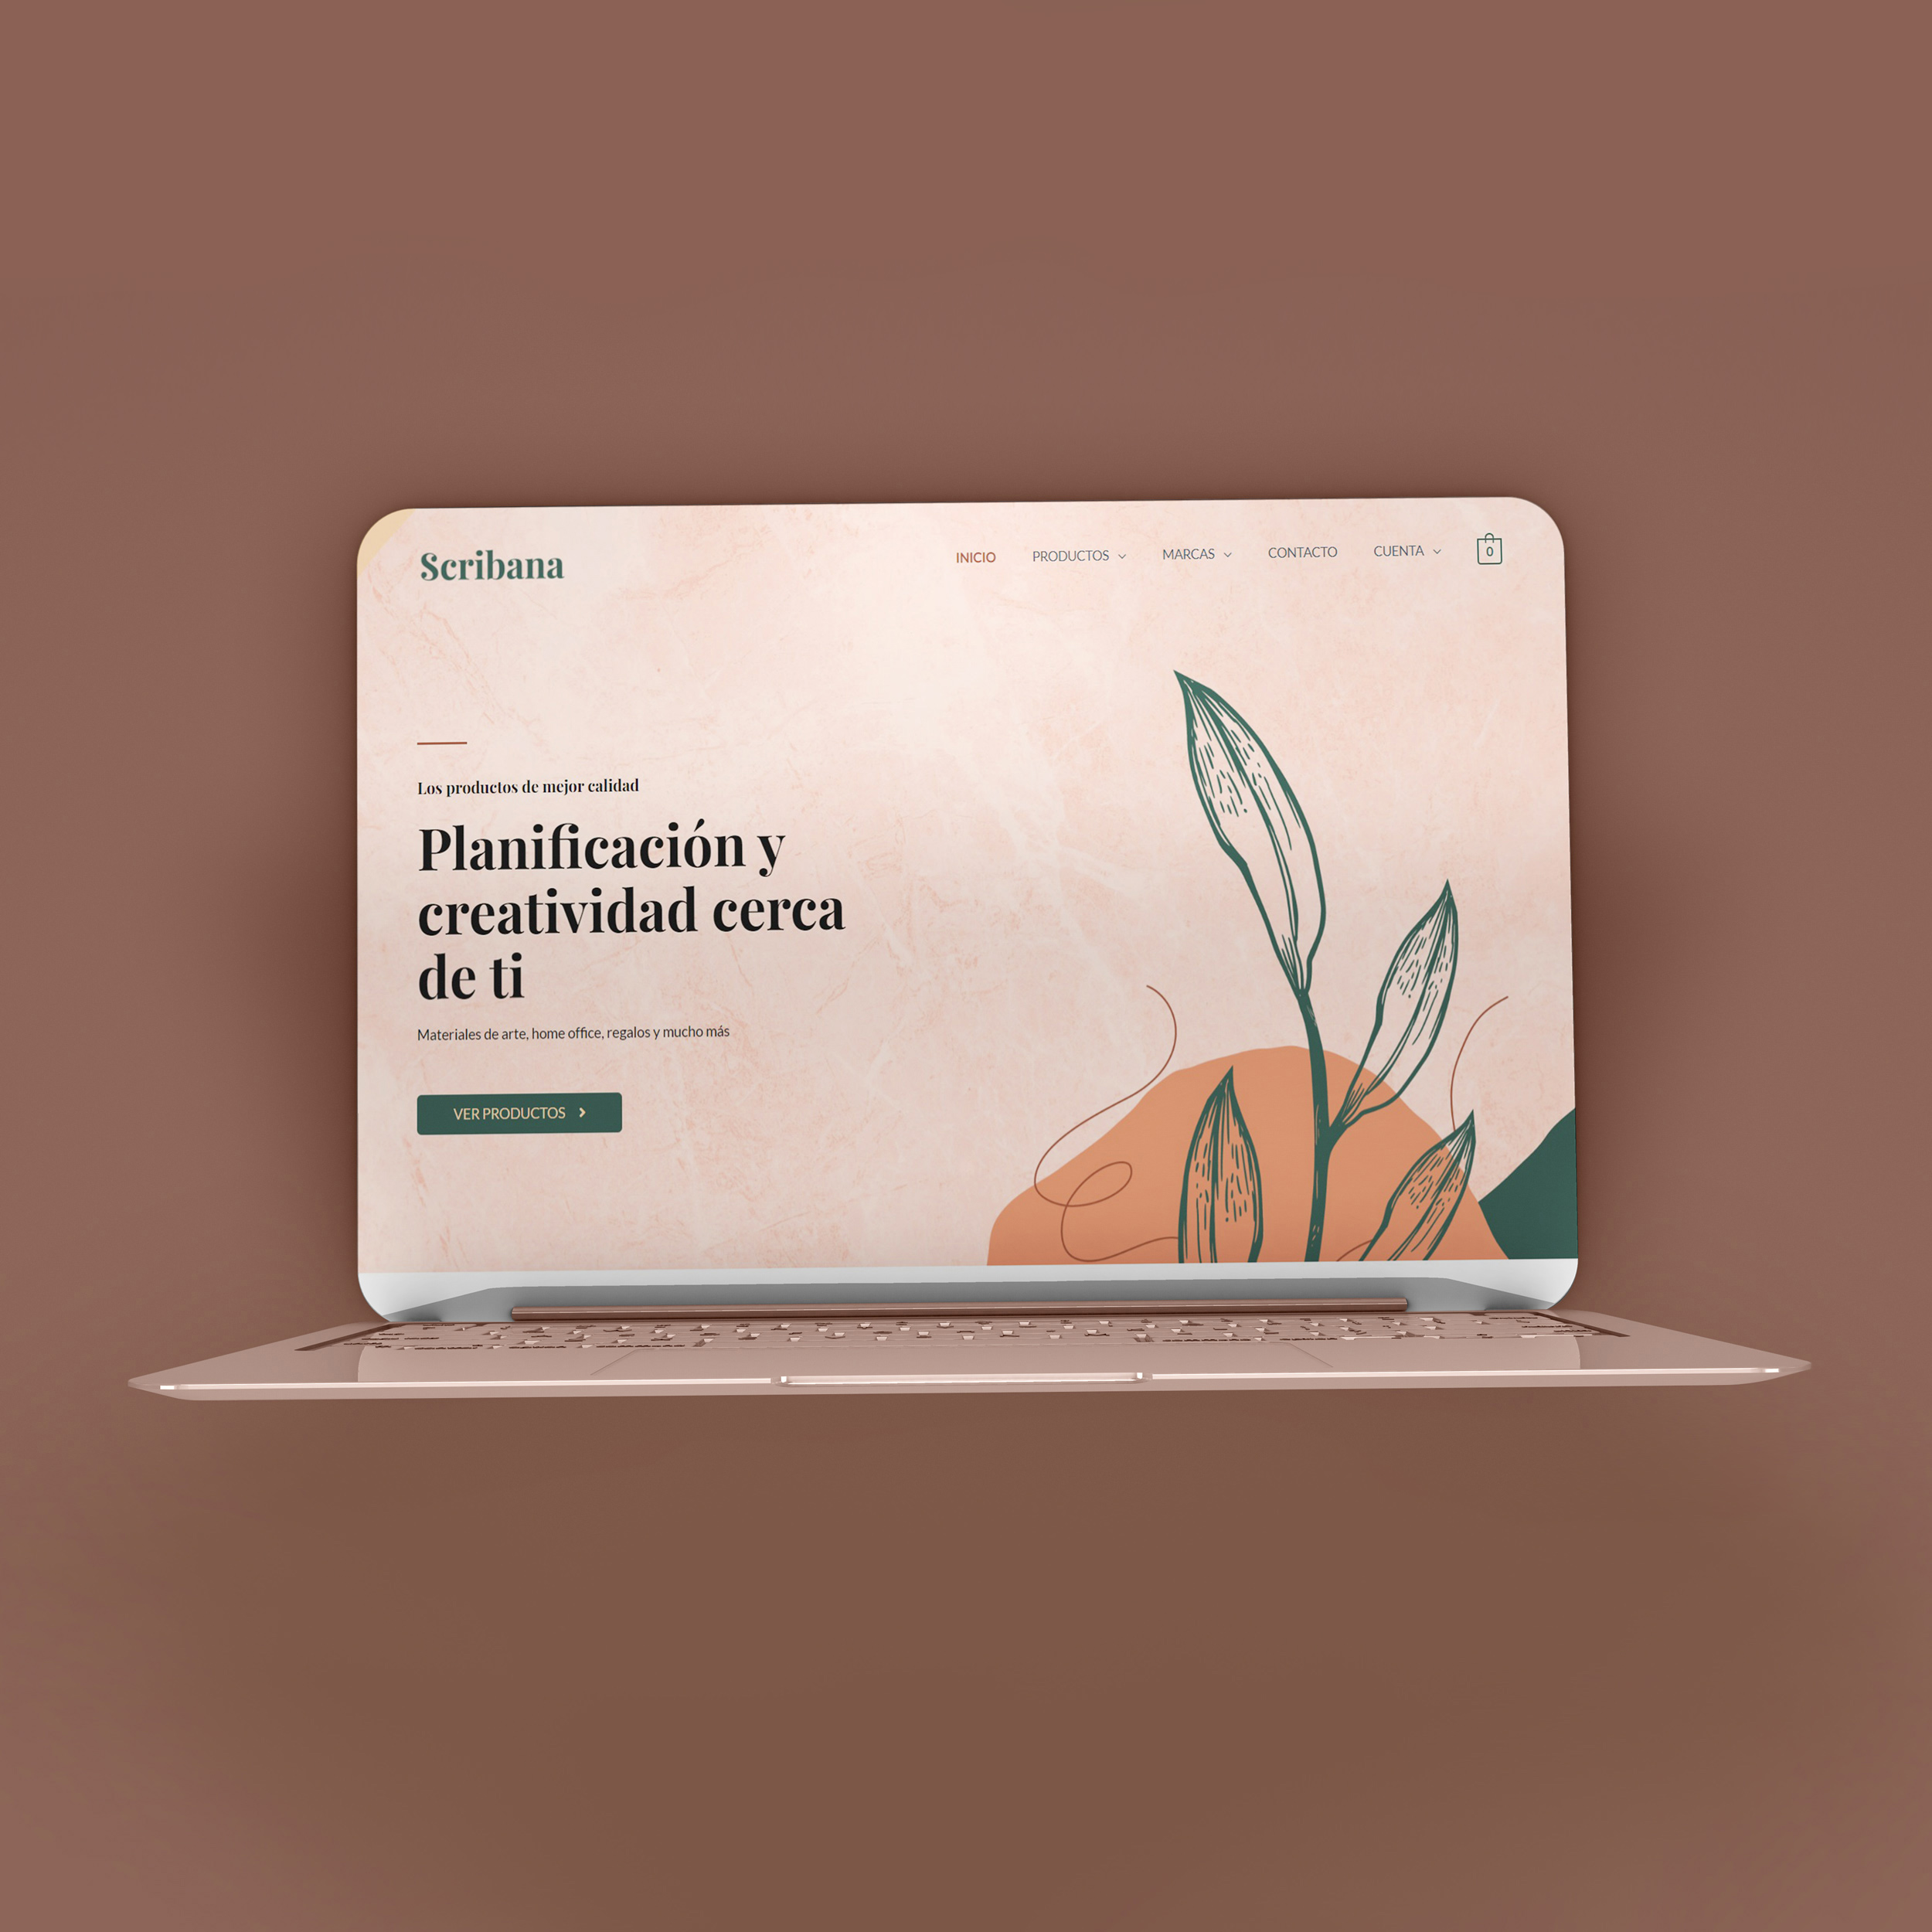 Scribana
INICIO PRODUCTOS MARCAS CONTACTO CUENTA 0
Los productos de mejor calidad
Planificación y
creatividad cerca
de ti
Materiales de arte, home office, regalos y mucho más
VER PRODUCTOS